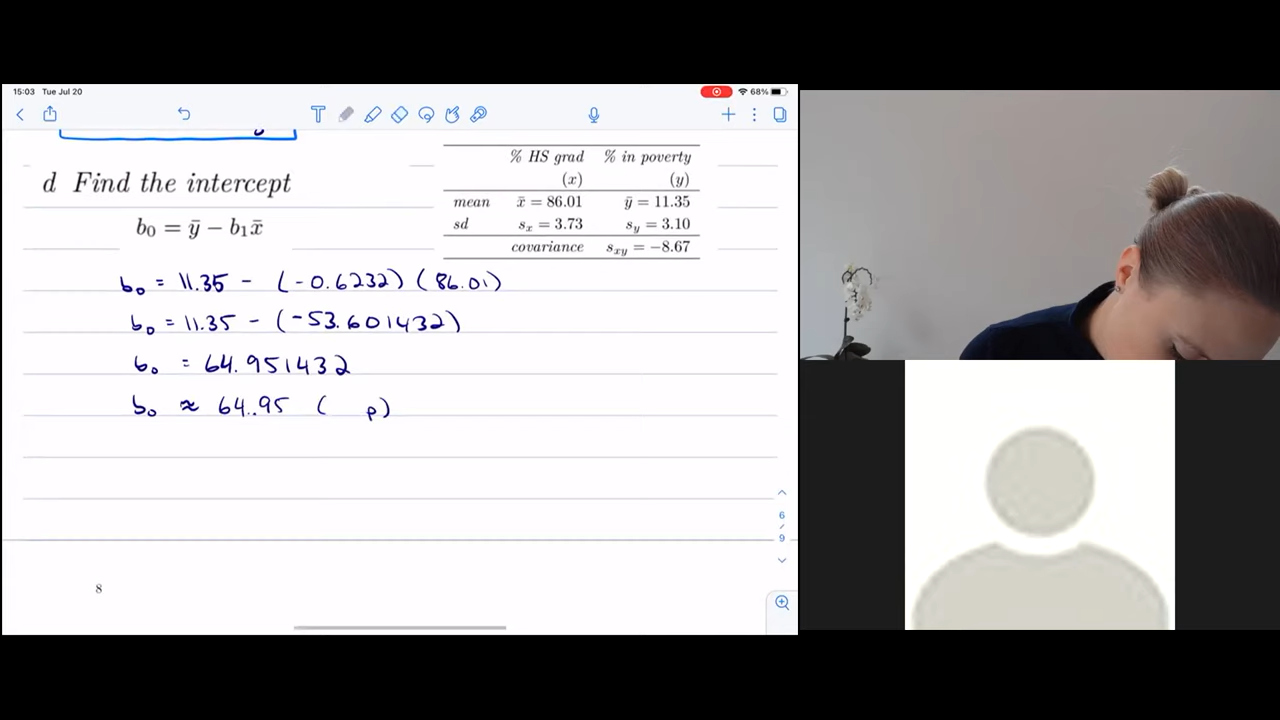 15:03 Tue Jul 20
68%
d Find the intercept
b₀ = ȳ − b₁x̄
% HS grad % in poverty
(x) (y)
mean x̄ = 86.01 ȳ = 11.35
sd sₓ = 3.73 s_y = 3.10
covariance s_xy = −8.67
b₀ = 11.35 - (-0.6232) (86.01)
b₀ = 11.35 - (-53.601432)
b₀ = 64.951432
b₀ ≈ 64.95 ( p)
6
/
9
8